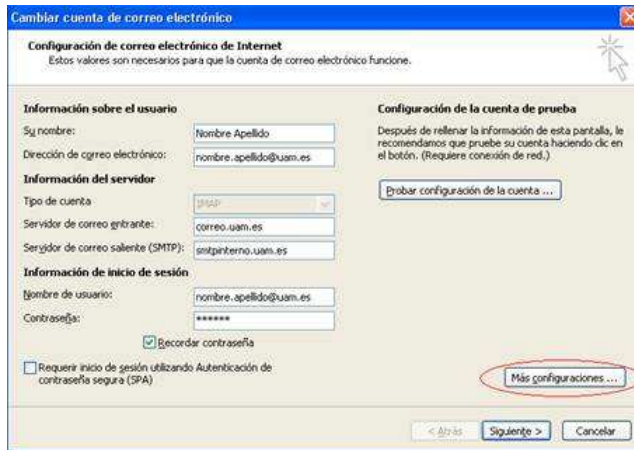 Cambiar cuenta de correo electrónico
Configuración de correo electrónico de Internet
Estos valores son necesarios para que la cuenta de correo electrónico funcione.
Información sobre el usuario
Su nombre: Nombre Apellido
Dirección de correo electrónico: nombre.apellido@uam.es
Información del servidor
Tipo de cuenta IMAP
Servidor de correo entrante: correo.uam.es
Servidor de correo saliente (SMTP): smtpinterno.uam.es
Información de inicio de sesión
Nombre de usuario: nombre.apellido@uam.es
Contraseña: ******
Recordar contraseña
Requerir inicio de sesión utilizando Autenticación de
contraseña segura (SPA)
Configuración de la cuenta de prueba
Después de rellenar la información de esta pantalla, le
recomendamos que pruebe su cuenta haciendo clic en
el botón. (Requiere conexión de red.)
Probar configuración de la cuenta ...
Más configuraciones ...
< Atrás Siguiente > Cancelar